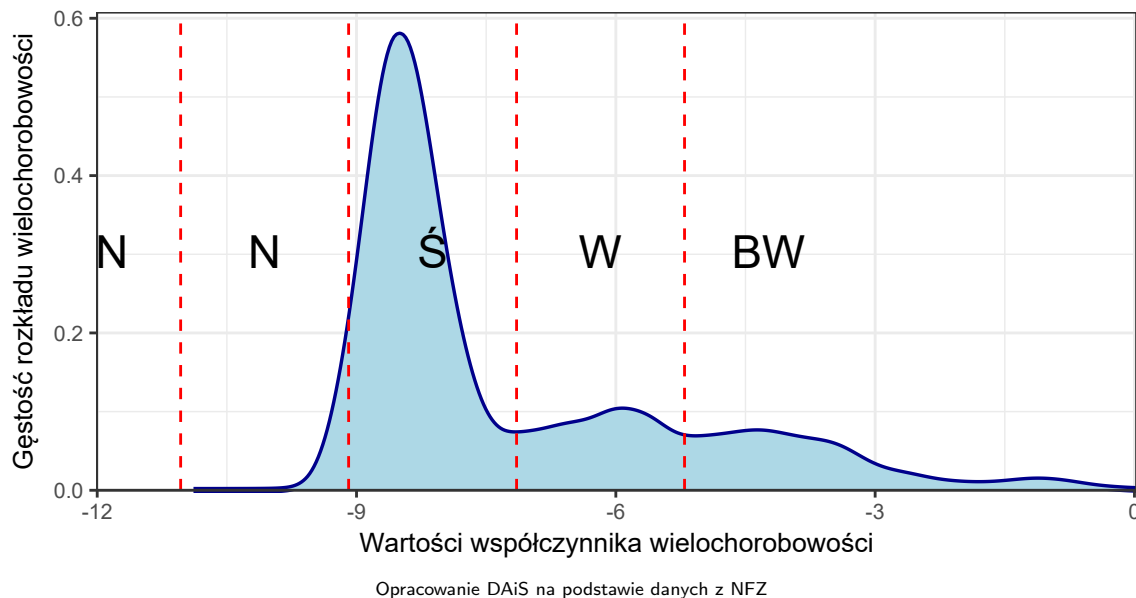 Gęstość rozkładu wielochorobowości
0.6
0.4
0.2
0.0
N N Ś W BW
-12 -9 -6 -3 0
Wartości współczynnika wielochorobowości
Opracowanie DAiS na podstawie danych z NFZ